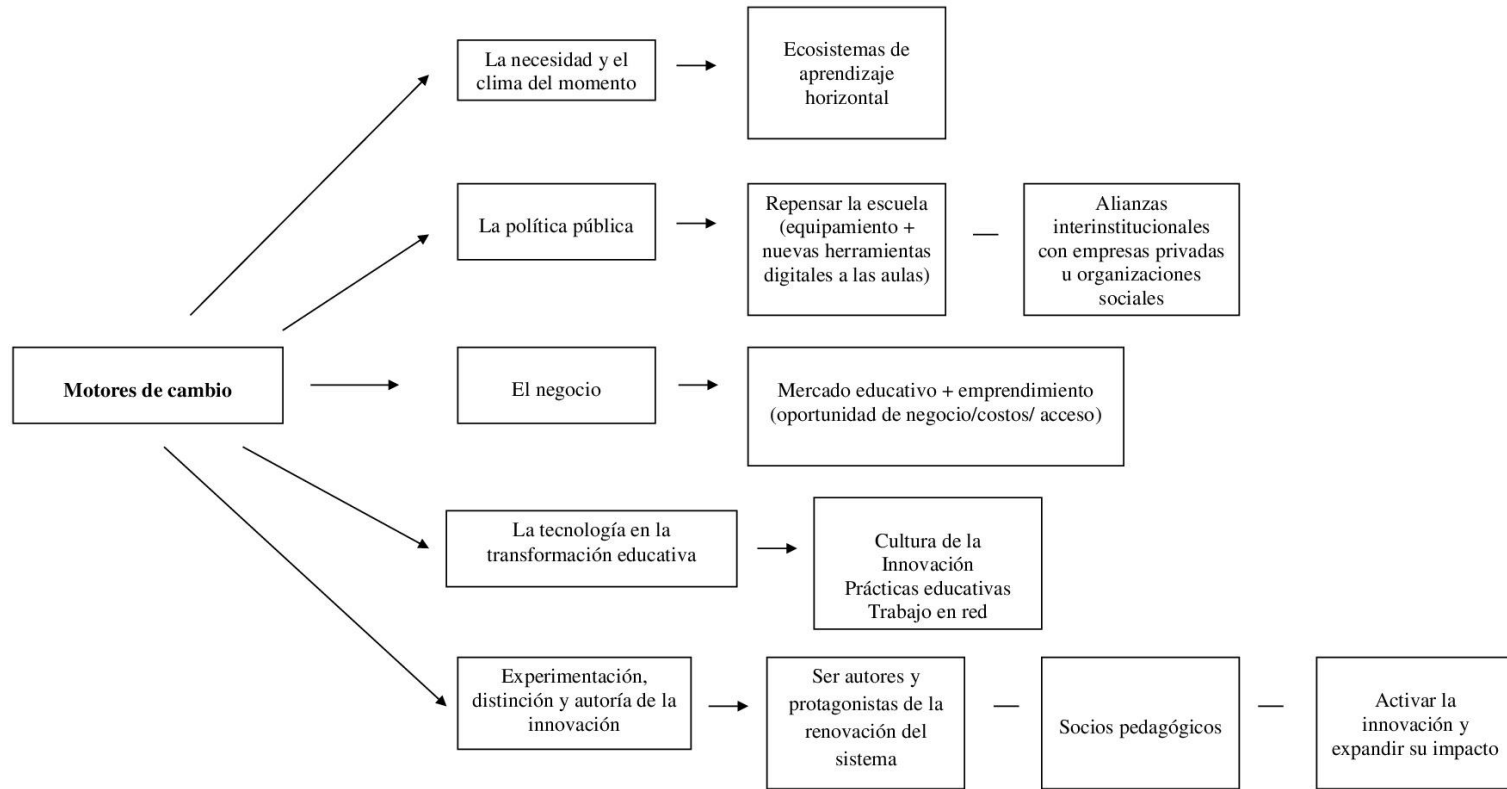 La necesidad y el
clima del momento
Ecosistemas de
aprendizaje
horizontal
La política pública
Repensar la escuela
(equipamiento +
nuevas herramientas
digitales a las aulas)
Alianzas
interinstitucionales
con empresas privadas
u organizaciones
sociales
Motores de cambio
El negocio
Mercado educativo + emprendimiento
(oportunidad de negocio/costos/ acceso)
La tecnología en la
transformación educativa
Cultura de la
Innovación
Prácticas educativas
Trabajo en red
Experimentación,
distinción y autoría de la
innovación
Ser autores y
protagonistas de la
renovación del
sistema
Socios pedagógicos
Activar la
innovación y
expandir su impacto